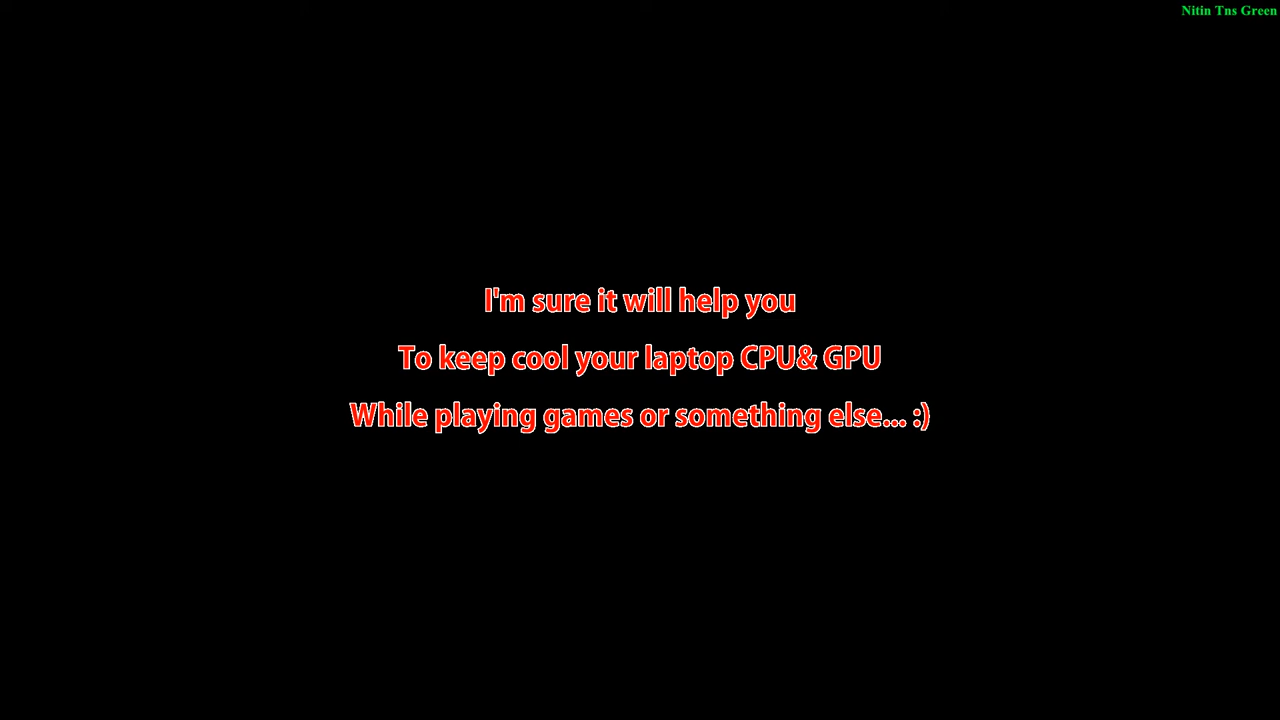 Nitin Tns Green
I'm sure it will help you
To keep cool your laptop CPU& GPU
While playing games or something else... :)